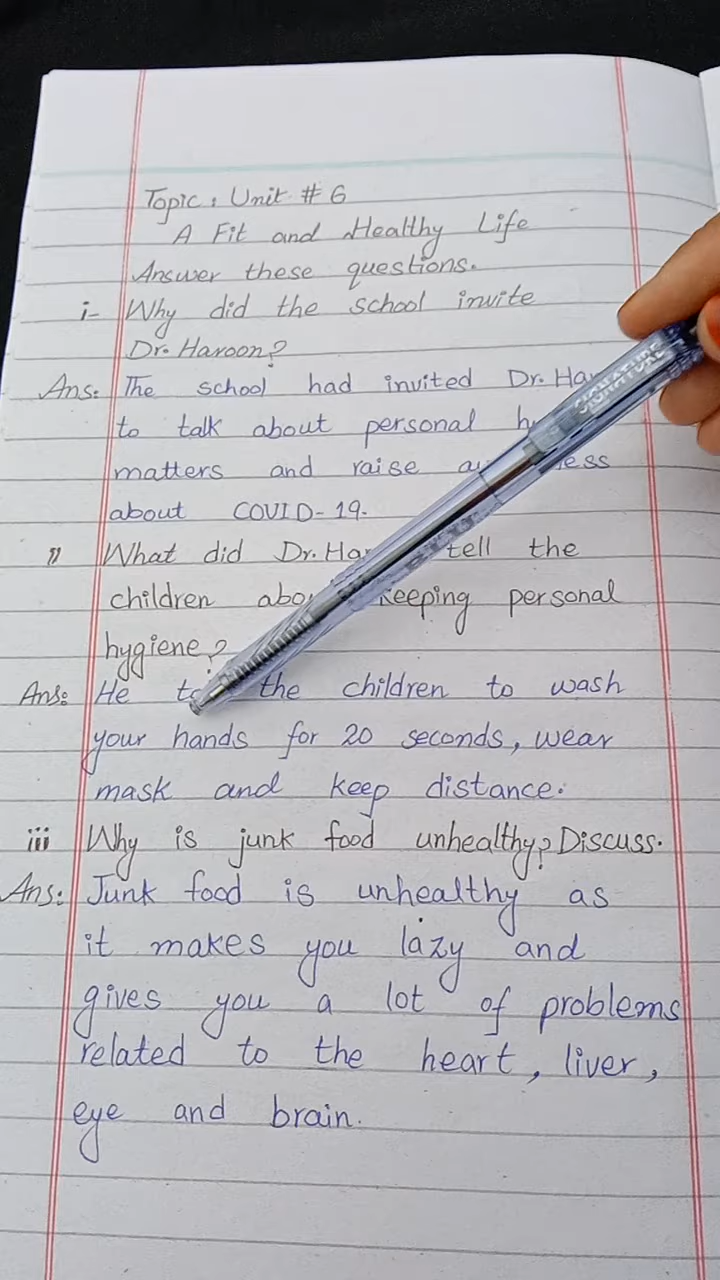 Topic: Unit # 6
A Fit and Healthy Life
Answer these questions.
i- Why did the school invite
Dr. Haroon?
Ans: The school had invited Dr. Ha
to talk about personal
matters and raise
about COVID-19.
What did Dr. Ha tell the
children keeping personal
hygiene?
Ans: He the children to wash
your hands for 20 seconds, wear
mask and keep distance.
iii Why is junk food unhealthy? Discuss.
Ans: Junk food is unhealthy as
it makes you lazy and
gives you a lot of problems
related to the heart, liver,
eye and brain.
SIGNATURE